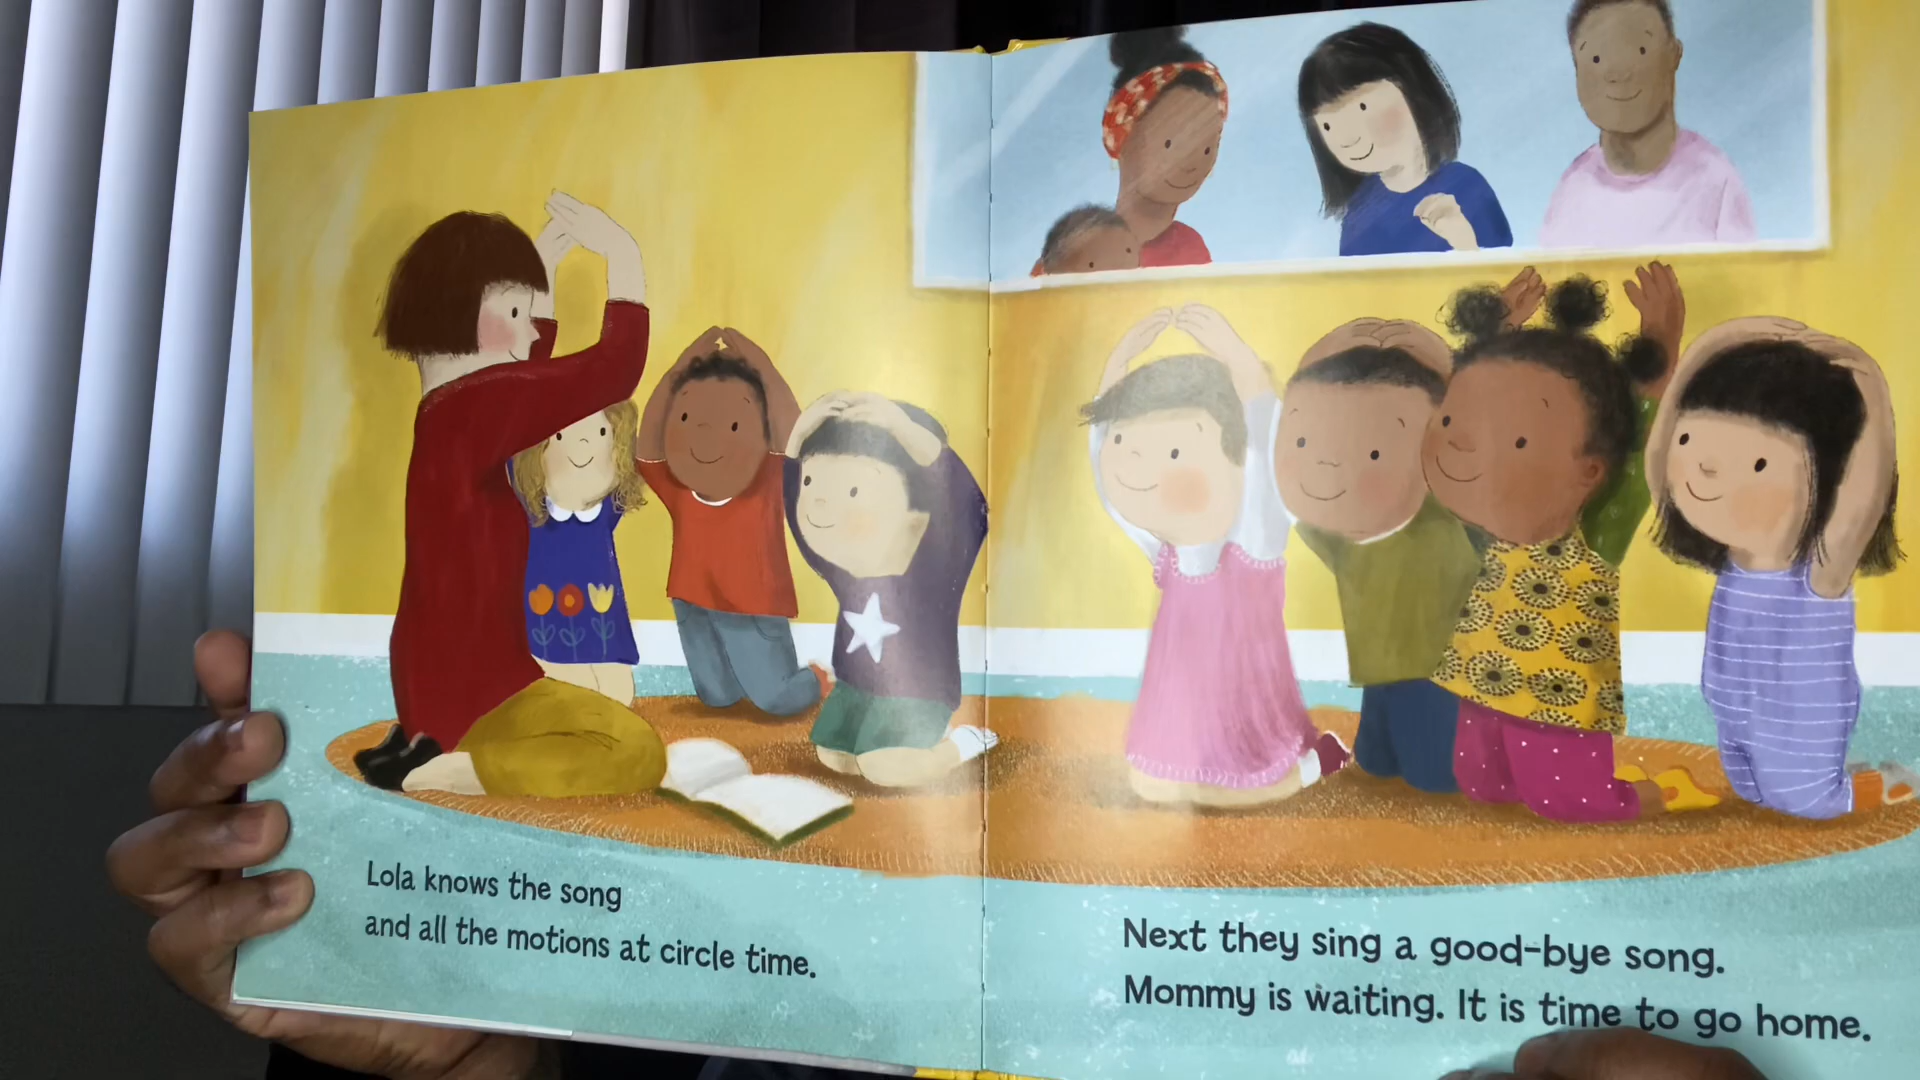 Lola knows the song
and all the motions at circle time.
Next they sing a good-bye song.
Mommy is waiting. It is time to go home.